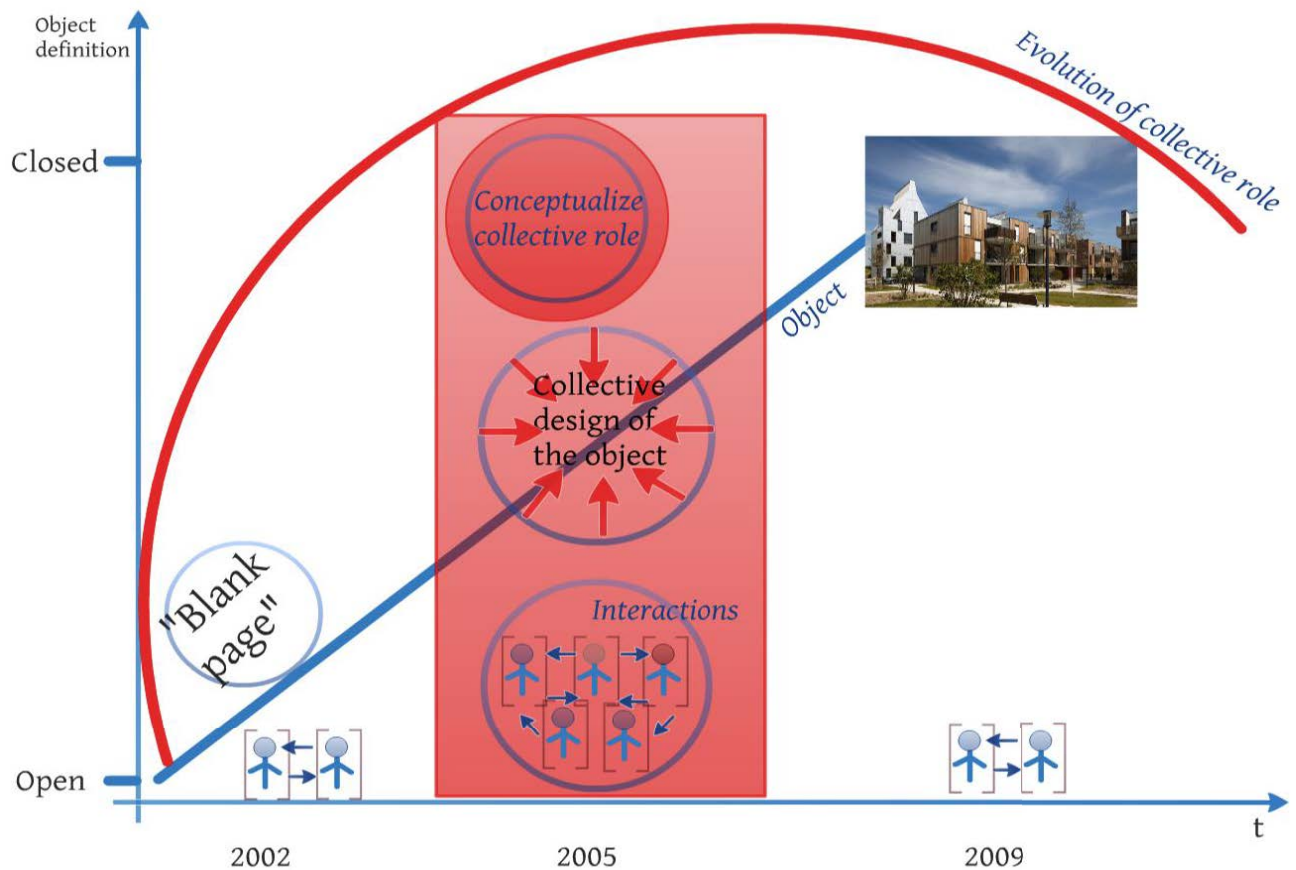 Object
definition
Evolution of collective role
Closed
Conceptualize
collective role
Object
Collective
design of
the object
"Blank
page"
Interactions
Open
t
2002
2005
2009